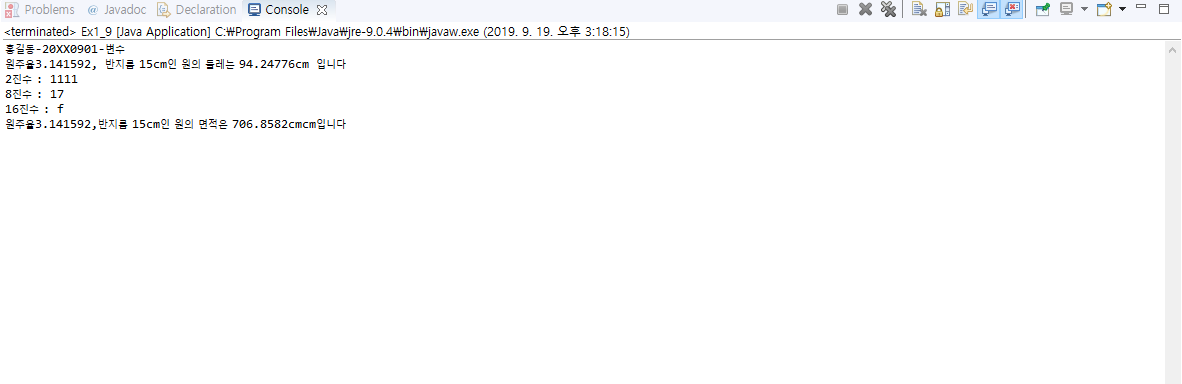 Problems @ Javadoc Declaration Console
<terminated> Ex1_9 [Java Application] C:₩Program Files₩Java₩jre-9.0.4₩bin₩javaw.exe (2019. 9. 19. 오후 3:18:15)
홍길동-20XX0901-변수
원주율3.141592, 반지름 15cm인 원의 둘레는 94.24776cm 입니다
2진수 : 1111
8진수 : 17
16진수 : f
원주율3.141592,반지름 15cm인 원의 면적은 706.8582cmcm입니다